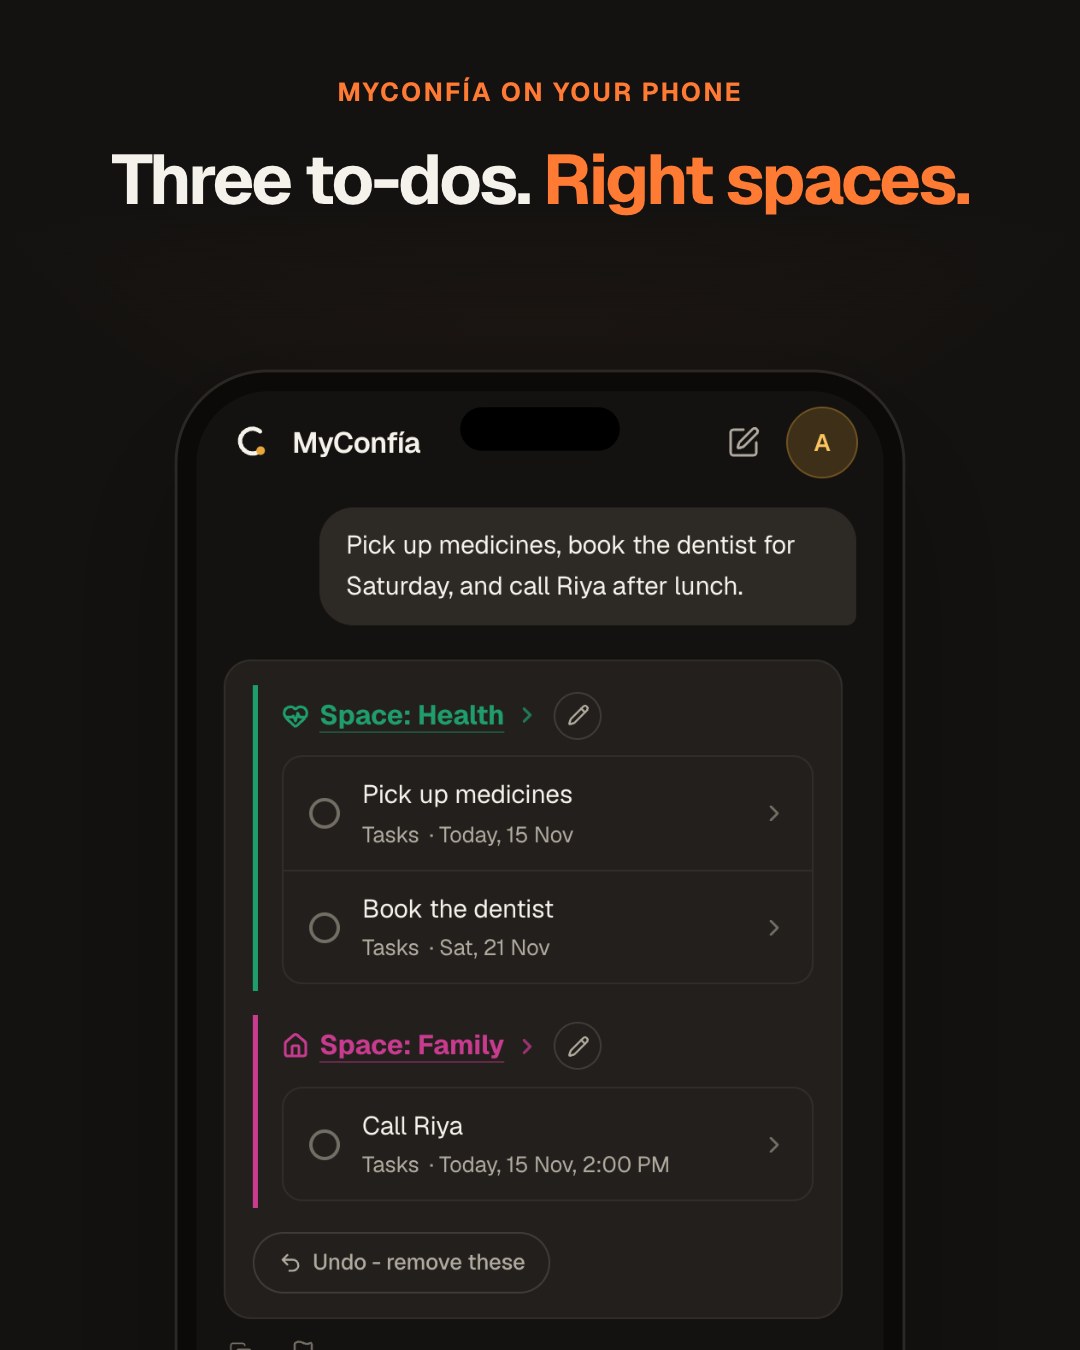 MYCONFÍA ON YOUR PHONE
Three to-dos. Right spaces.
MyConfía
A
Pick up medicines, book the dentist for
Saturday, and call Riya after lunch.
Space: Health
Pick up medicines
Tasks · Today, 15 Nov
Book the dentist
Tasks · Sat, 21 Nov
Space: Family
Call Riya
Tasks · Today, 15 Nov, 2:00 PM
Undo - remove these